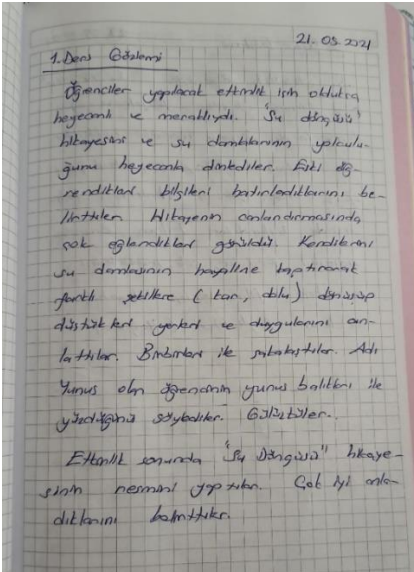 21.05.2021
1.Ders Gözlemi
Öğrenciler yapılacak etkinlik için oldukça
heyecanlı ve meraklıydı. "Su döngüsü"
hikayesini ve su damlalarının yolculu-
ğunu heyecanla dinlediler. Eski öğ-
rendikleri bilgileri hatırladıklarını be-
lirttiler. Hikayenin canlandırmasında
çok eğlendikleri görüldü. Kendilerini
su damlasının hayaline kaptırarak
farklı şekillere (kar, dolu) dönüşüp
düştükleri yerleri ve duygularını an-
lattılar. Birbirleri ile şakalaştılar. Adı
Yunus olan öğrencinin yunus balıkları ile
yüzdüğünü söylediler. Gülüştüler.
Etkinlik sonunda "Su Döngüsü" hikaye-
sinin resmini yaptılar. Çok iyi anla-
dıklarını belirttiler.